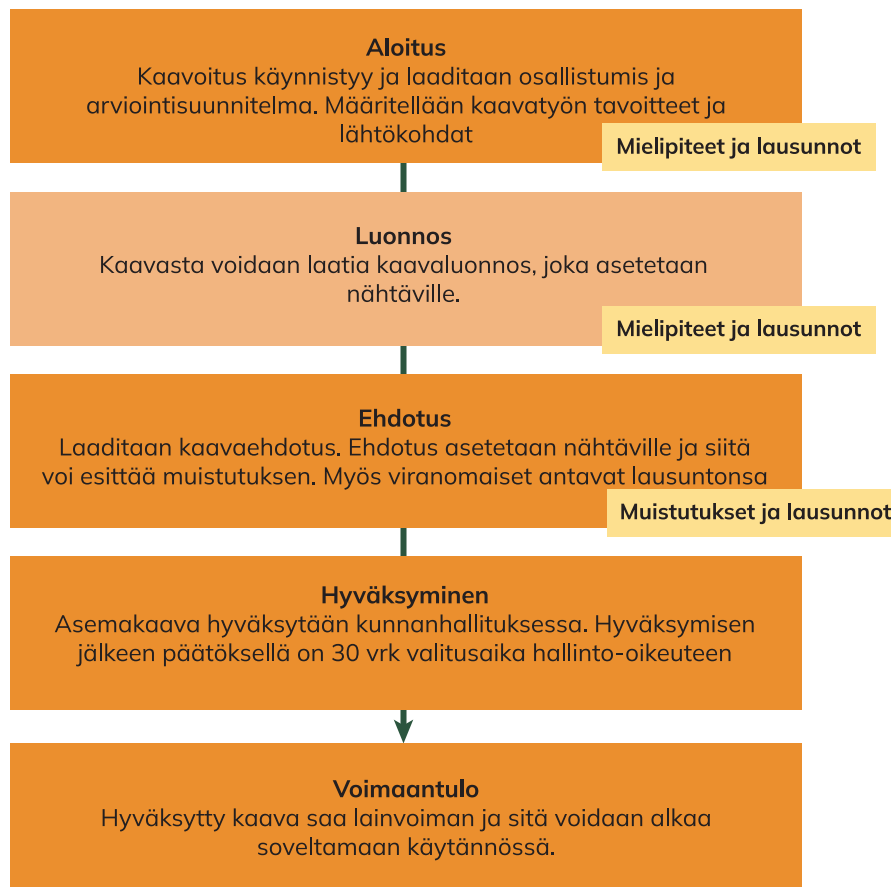 Aloitus
Kaavoitus käynnistyy ja laaditaan osallistumis ja
arviointisuunnitelma. Määritellään kaavatyön tavoitteet ja
lähtökohdat
Mielipiteet ja lausunnot
Luonnos
Kaavasta voidaan laatia kaavaluonnos, joka asetetaan
nähtäville.
Mielipiteet ja lausunnot
Ehdotus
Laaditaan kaavaehdotus. Ehdotus asetetaan nähtäville ja siitä
voi esittää muistutuksen. Myös viranomaiset antavat lausuntonsa
Muistutukset ja lausunnot
Hyväksyminen
Asemakaava hyväksytään kunnanhallituksessa. Hyväksymisen
jälkeen päätöksellä on 30 vrk valitusaika hallinto-oikeuteen
Voimaantulo
Hyväksytty kaava saa lainvoiman ja sitä voidaan alkaa
soveltamaan käytännössä.